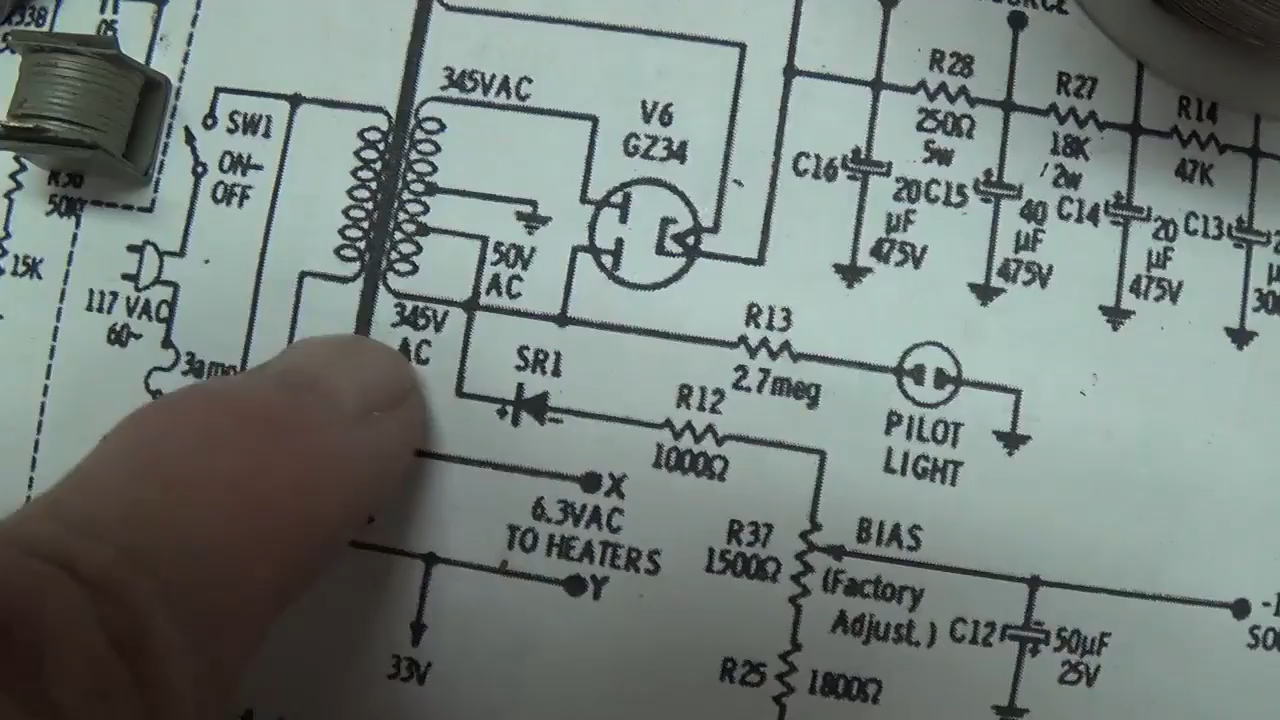 345VAC
V6
GZ34
SW1
ON-
OFF
117 VAC
60~
3amp
15K
50V
AC
345V
AC
SR1
R13
2.7meg
R12
1000Ω
PILOT
LIGHT
X
6.3VAC
TO HEATERS
Y
33V
R37
1500Ω
BIAS
(Factory
Adjust.)
C12
50μF
25V
R25
1800Ω
R28
250Ω
5w
R27
18K
2w
R14
47K
C16
20
μF
475V
C15
40
μF
475V
C14
20
μF
475V
C13